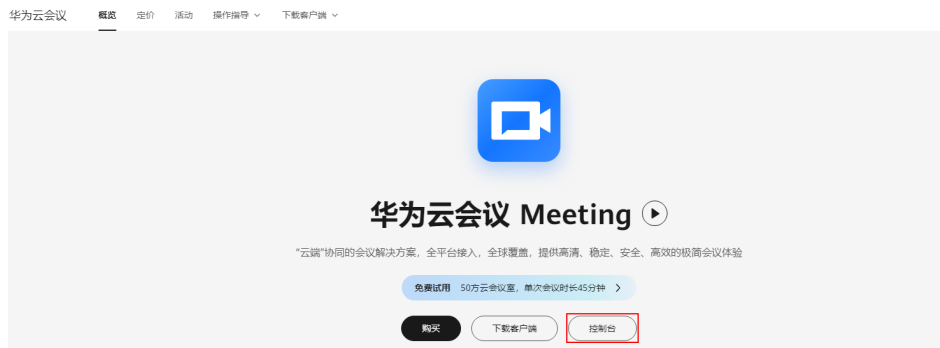 华为云会议 概览 定价 活动 操作指导 下载客户端
华为云会议 Meeting
“云端”协同的会议解决方案，全平台接入，全球覆盖，提供高清、稳定、安全、高效的极简会议体验
免费试用 50方云会议室，单次会议时长45分钟
购买 下载客户端 控制台